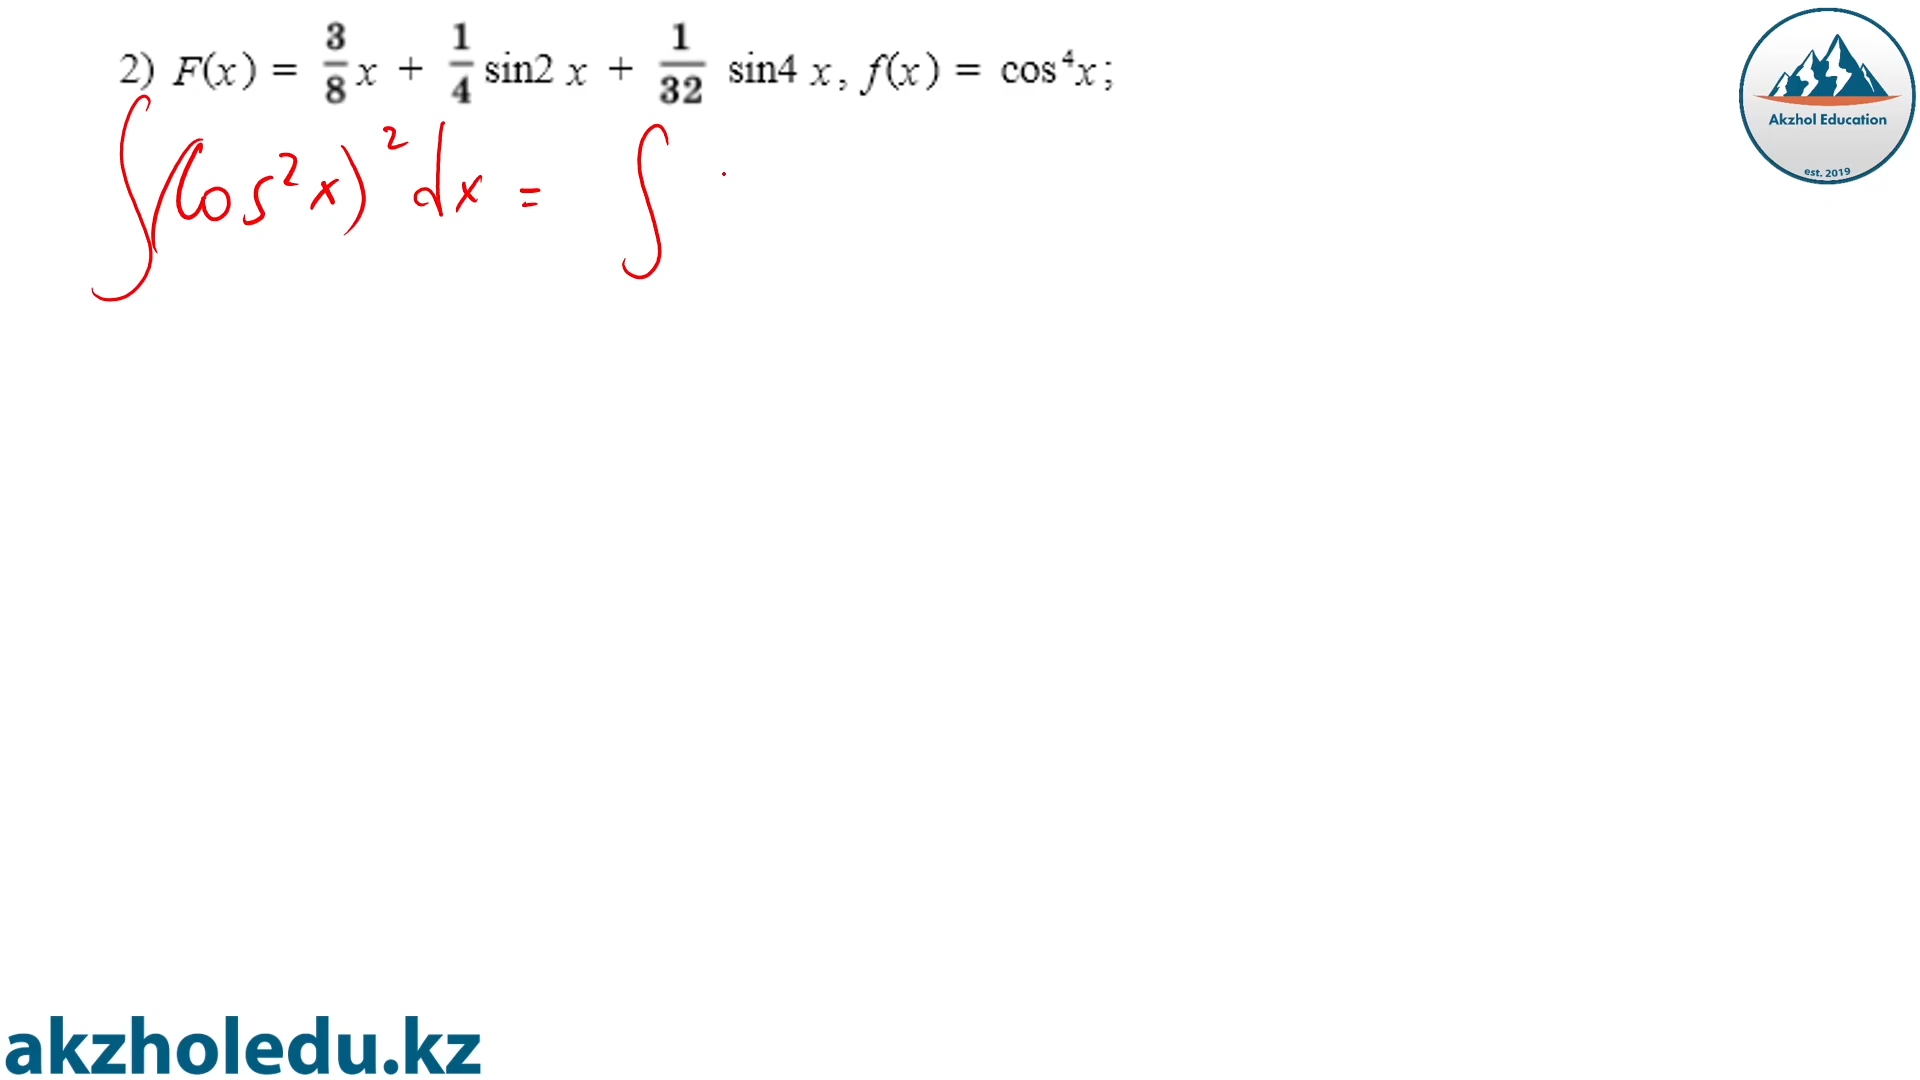 2) F(x) = 3/8 x + 1/4 sin2 x + 1/32 sin4 x, f(x) = cos⁴x;
∫(cos²x)² dx = ∫
Akzhol Education
est. 2019
akzholedu.kz